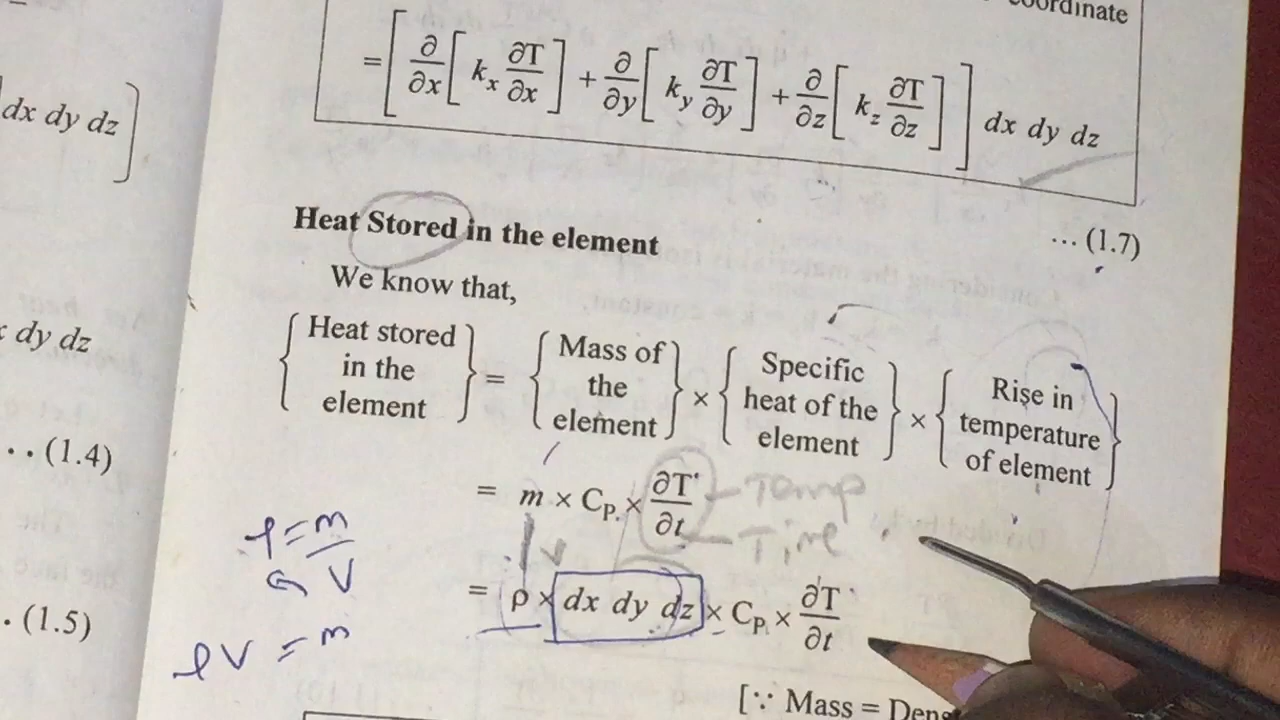 coordinate
= [ ∂/∂x [ kx ∂T/∂x ] + ∂/∂y [ ky ∂T/∂y ] + ∂/∂z [ kz ∂T/∂z ] ] dx dy dz
dx dy dz ]
... (1.7)
Heat Stored in the element
We know that,
{ Heat stored in the element } = { Mass of the element } × { Specific heat of the element } × { Rise in temperature of element }
dy dz
. . (1.4)
= m × CP × ∂T/∂t
Temp
Time
ρ = m/V
v
= ρ × dx dy dz × CP × ∂T/∂t
. (1.5)
ρV = m
[∵ Mass =